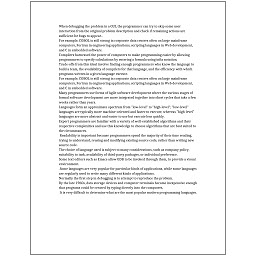 When debugging the problem in a GUI, the programmer can try to skip some user
interaction from the original problem description and check if remaining actions are
sufficient for bugs to appear.
For example COBOL is still strong in corporate data centers often on large mainframe
computers, Fortran in engineering applications, scripting languages in Web development,
and C in embedded software.
Compilers harnessed the power of computers to make programming easier by allowing
programmers to specify calculations by entering a formula using infix notation.
Trade-offs from this ideal involve finding enough programmers who know the language to
build a team, the availability of compilers for that language, and the efficiency with which
programs written in a given language execute.
For example COBOL is still strong in corporate data centers often on large mainframe
computers, Fortran in engineering applications, scripting languages in Web development,
and C in embedded software.
Many programmers use forms of Agile software development where the various stages of
formal software development are more integrated together into short cycles that take a few
weeks rather than years.
Languages form an approximate spectrum from "low-level" to "high-level"; "low-level"
languages are typically more machine-oriented and faster to execute, whereas "high-level"
languages are more abstract and easier to use but execute less quickly.
Expert programmers are familiar with a variety of well-established algorithms and their
respective complexities and use this knowledge to choose algorithms that are best suited to
the circumstances.
Readability is important because programmers spend the majority of their time reading,
trying to understand, reusing and modifying existing source code, rather than writing new
source code.
The choice of language used is subject to many considerations, such as company policy,
suitability to task, availability of third-party packages, or individual preference.
Some text editors such as Emacs allow GDB to be invoked through them, to provide a visual
environment.
Some languages are very popular for particular kinds of applications, while some languages
are regularly used to write many different kinds of applications.
Normally the first step in debugging is to attempt to reproduce the problem.
By the late 1960s, data storage devices and computer terminals became inexpensive enough
that programs could be created by typing directly into the computers.
It is very difficult to determine what are the most popular modern programming languages.